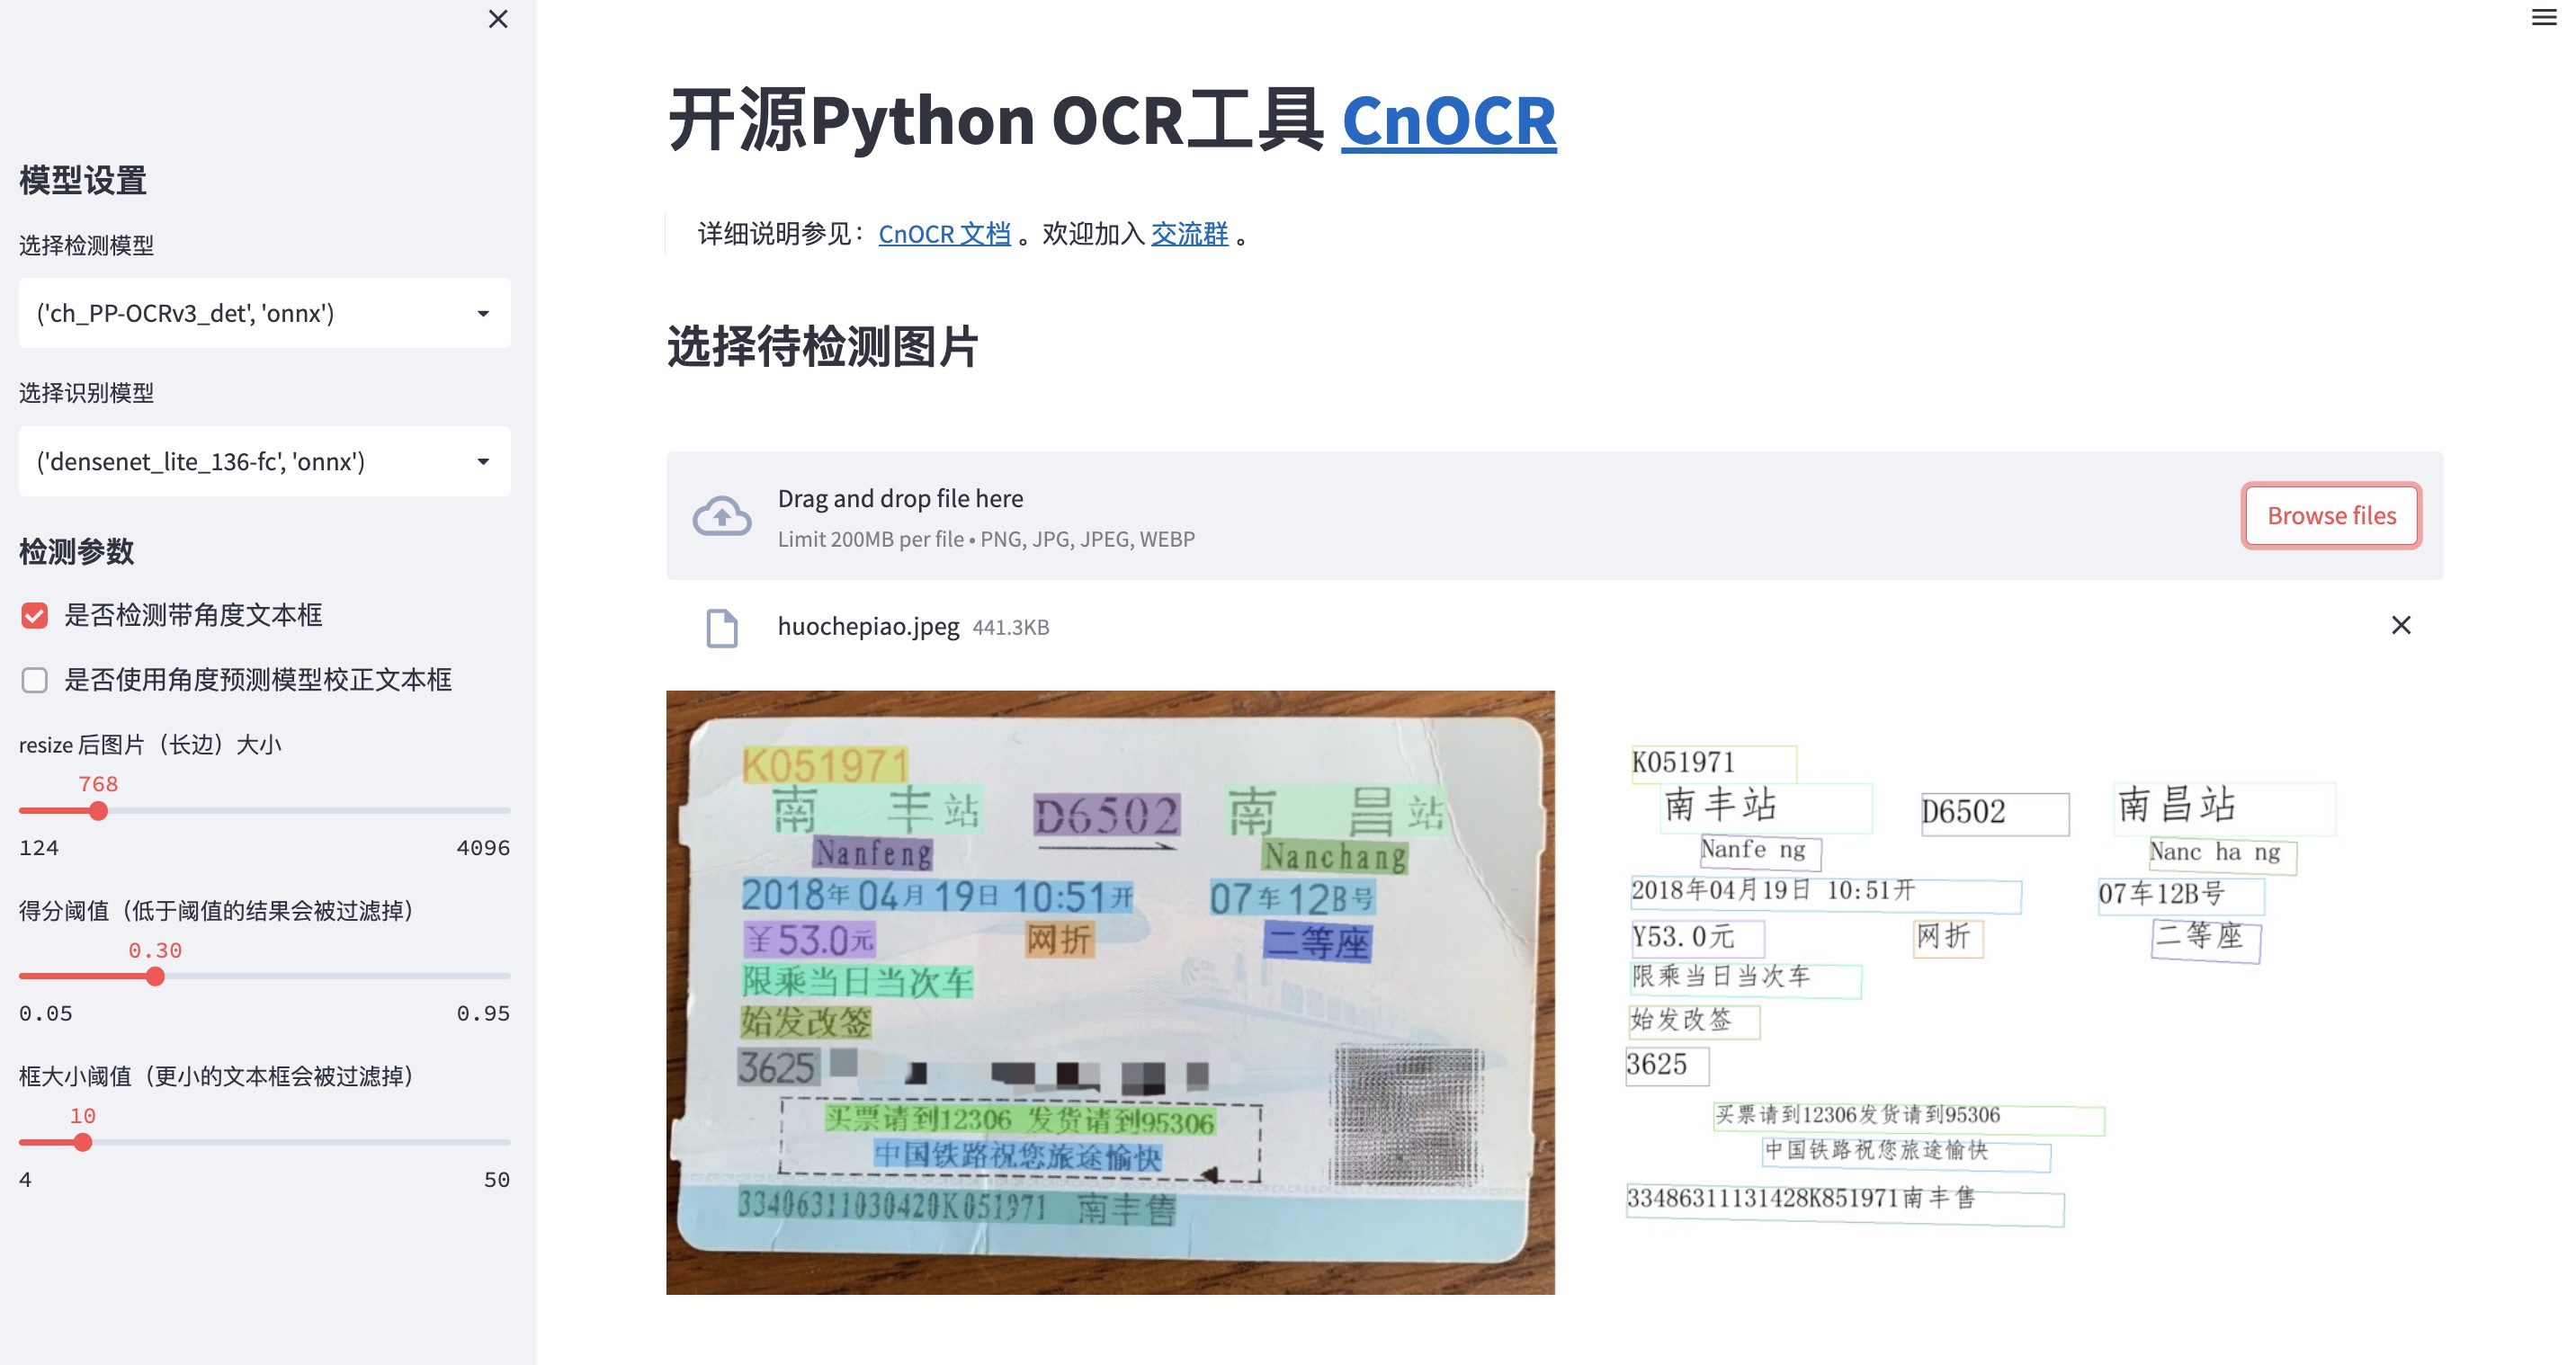 模型设置
选择检测模型
('ch_PP-OCRv3_det', 'onnx')
选择识别模型
('densenet_lite_136-fc', 'onnx')
检测参数
是否检测带角度文本框
是否使用角度预测模型校正文本框
resize 后图片（长边）大小
768
124 4096
得分阈值（低于阈值的结果会被过滤掉）
0.30
0.05 0.95
框大小阈值（更小的文本框会被过滤掉）
10
4 50
开源Python OCR工具 CnOCR
详细说明参见：CnOCR 文档 。欢迎加入 交流群 。
选择待检测图片
Drag and drop file here
Limit 200MB per file • PNG, JPG, JPEG, WEBP
Browse files
huochepiao.jpeg 441.3KB
K051971
南丰站 D6502 南昌站
Nanfeng Nanchang
2018年04月19日 10:51开 07车12B号
￥53.0元 网折 二等座
限乘当日当次车
始发改签
3625
买票请到12306 发货请到95306
中国铁路祝您旅途愉快
33406311030420K051971 南丰售
K051971
南丰站 D6502 南昌站
Nanfe ng Nanc ha ng
2018年04月19日 10:51开 07车12B号
Y53.0元 网折 二等座
限乘当日当次车
始发改签
3625
买票请到12306发货请到95306
中国铁路祝您旅途愉快
33486311131428K851971南丰售